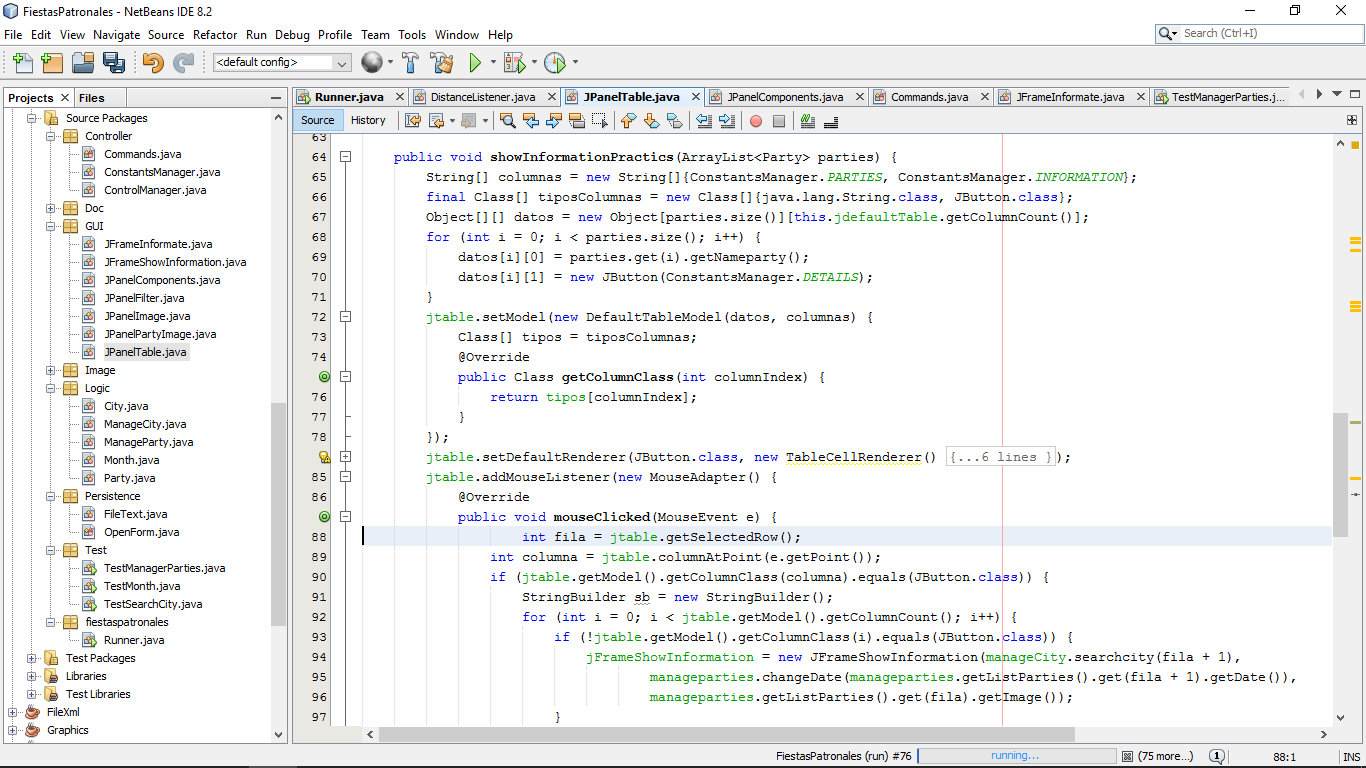 FiestasPatronales - NetBeans IDE 8.2
File Edit View Navigate Source Refactor Run Debug Profile Team Tools Window Help
Search (Ctrl+I)
<default config>
Projects Files
Source Packages
Controller
Commands.java
ConstantsManager.java
ControlManager.java
Doc
GUI
JFrameInformate.java
JFrameShowInformation.java
JPanelComponents.java
JPanelFilter.java
JPanelImage.java
JPanelPartyImage.java
JPanelTable.java
Image
Logic
City.java
ManageCity.java
ManageParty.java
Month.java
Party.java
Persistence
FileText.java
OpenForm.java
Test
TestManagerParties.java
TestMonth.java
TestSearchCity.java
fiestaspatronales
Runner.java
Test Packages
Libraries
Test Libraries
FileXml
Graphics
Runner.java DistanceListener.java JPanelTable.java JPanelComponents.java Commands.java JFrameInformate.java TestManagerParties.j...
Source History
63
64 public void showInformationPractics(ArrayList<Party> parties) {
65 String[] columnas = new String[]{ConstantsManager.PARTIES, ConstantsManager.INFORMATION};
66 final Class[] tiposColumnas = new Class[]{java.lang.String.class, JButton.class};
67 Object[][] datos = new Object[parties.size()][this.jdefaultTable.getColumnCount()];
68 for (int i = 0; i < parties.size(); i++) {
69 datos[i][0] = parties.get(i).getNameparty();
70 datos[i][1] = new JButton(ConstantsManager.DETAILS);
71 }
72 jtable.setModel(new DefaultTableModel(datos, columnas) {
73 Class[] tipos = tiposColumnas;
74 @Override
public Class getColumnClass(int columnIndex) {
76 return tipos[columnIndex];
77 }
78 });
jtable.setDefaultRenderer(JButton.class, new TableCellRenderer() {...6 lines });
85 jtable.addMouseListener(new MouseAdapter() {
86 @Override
public void mouseClicked(MouseEvent e) {
88 int fila = jtable.getSelectedRow();
89 int columna = jtable.columnAtPoint(e.getPoint());
90 if (jtable.getModel().getColumnClass(columna).equals(JButton.class)) {
91 StringBuilder sb = new StringBuilder();
92 for (int i = 0; i < jtable.getModel().getColumnCount(); i++) {
93 if (!jtable.getModel().getColumnClass(i).equals(JButton.class)) {
94 jFrameShowInformation = new JFrameShowInformation(manageCity.searchcity(fila + 1),
95 manageparties.changeDate(manageparties.getListParties().get(fila + 1).getDate()),
96 manageparties.getListParties().get(fila).getImage());
97 }
FiestasPatronales (run) #76 running... (75 more...) 1 88:1 INS